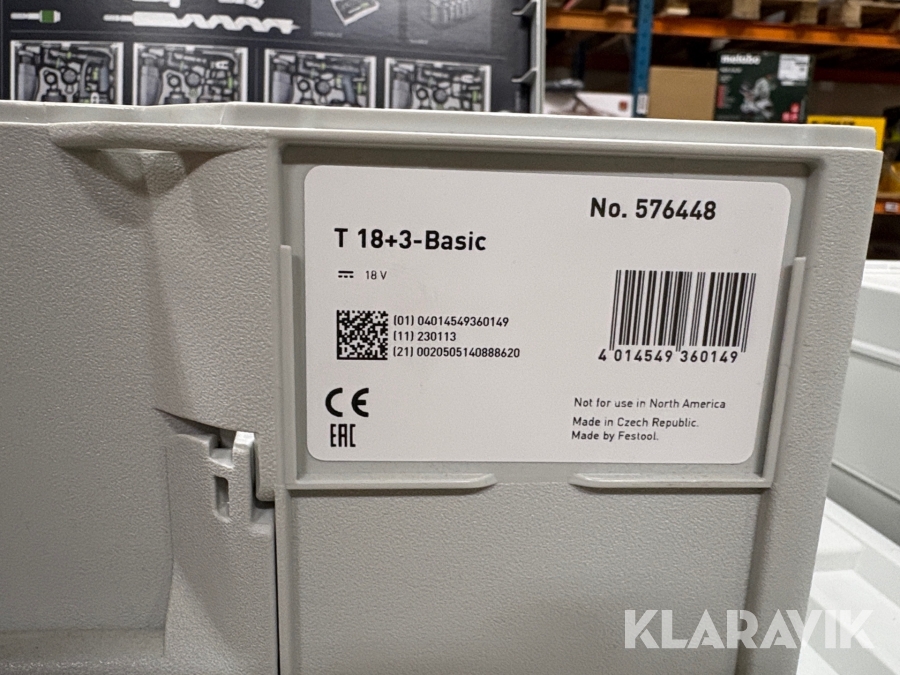 metabo
No. 576448
T 18+3-Basic
18 V
(01) 04014549360149
(11) 230113
(21) 0020505140888620
4 014549 360149
CE
EAC
Not for use in North America
Made in Czech Republic.
Made by Festool.
KLARAVIK